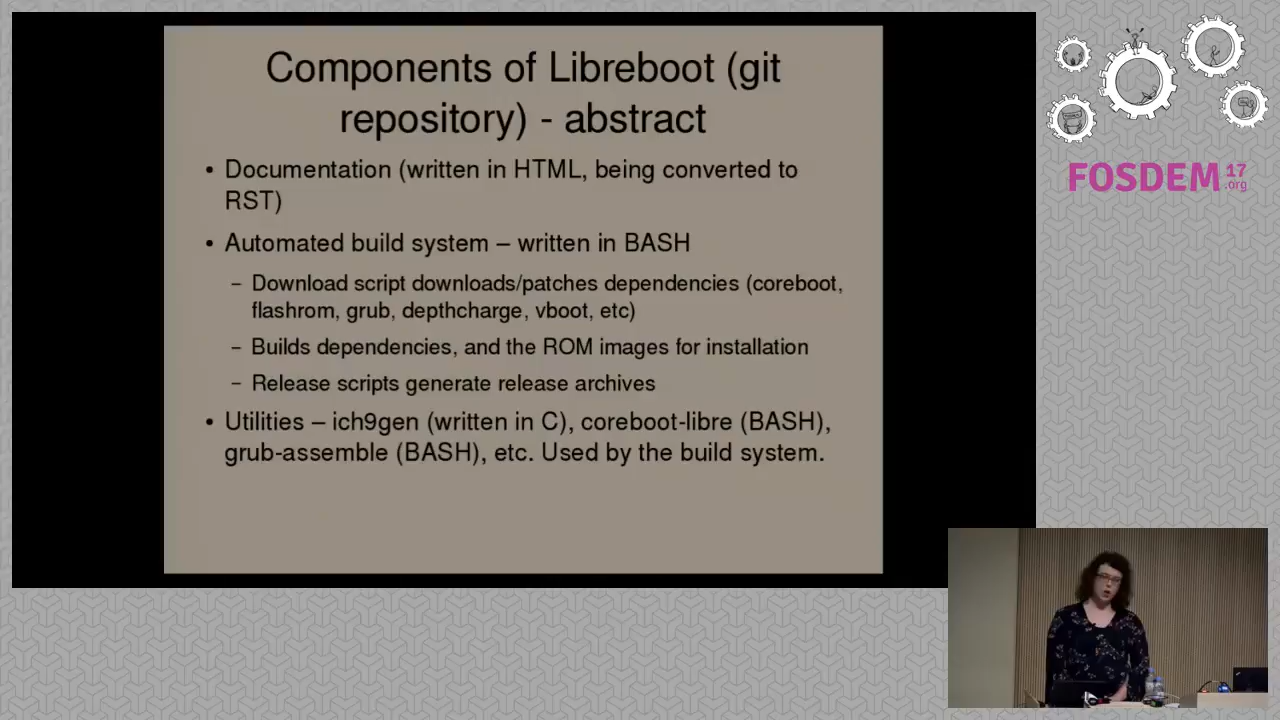 Components of Libreboot (git
repository) - abstract
• Documentation (written in HTML, being converted to
RST)
• Automated build system – written in BASH
– Download script downloads/patches dependencies (coreboot,
flashrom, grub, depthcharge, vboot, etc)
– Builds dependencies, and the ROM images for installation
– Release scripts generate release archives
• Utilities – ich9gen (written in C), coreboot-libre (BASH),
grub-assemble (BASH), etc. Used by the build system.
FOSDEM 17
.org